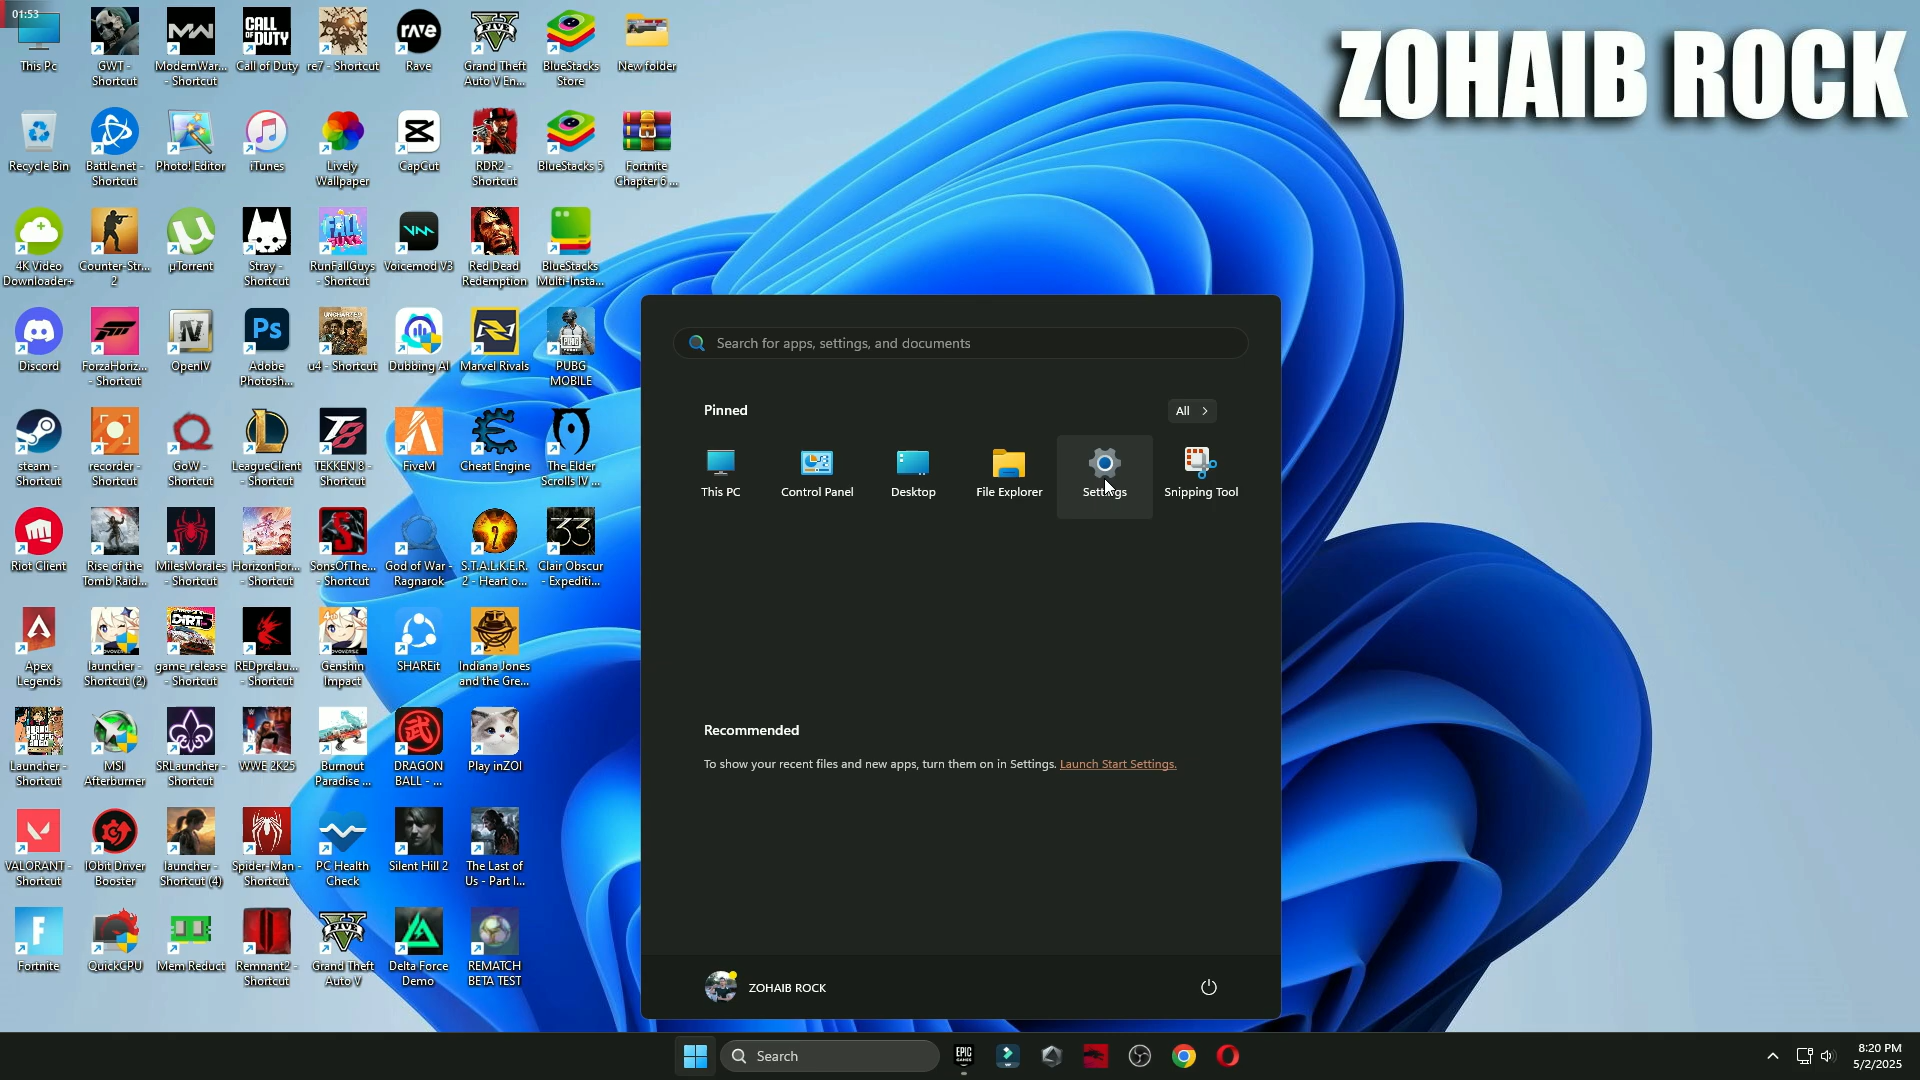 01:53
ZOHAIB ROCK
This Pc
GWT -
Shortcut
ModernWar...
- Shortcut
Call of Duty
re7 - Shortcut
Rave
Grand Theft
Auto V En...
BlueStacks
Store
New folder
Recycle Bin
Battle.net -
Shortcut
Photo! Editor
iTunes
Lively
Wallpaper
CapCut
RDR2 -
Shortcut
BlueStacks 5
Fortnite
Chapter 6 ...
4K Video
Downloader+
Counter-Str...
2
µTorrent
Stray -
Shortcut
RunFallGuys
- Shortcut
Voicemod V3
Red Dead
Redemption
BlueStacks
Multi-Insta...
Discord
ForzaHoriz...
- Shortcut
OpenIV
Adobe
Photosh...
u4 - Shortcut
Dubbing AI
Marvel Rivals
PUBG
MOBILE
steam -
Shortcut
recorder -
Shortcut
GoW -
Shortcut
LeagueClient
- Shortcut
TEKKEN 8 -
Shortcut
FiveM
Cheat Engine
The Elder
Scrolls IV ...
Riot Client
Rise of the
Tomb Raid...
MilesMorales
- Shortcut
HorizonFor...
- Shortcut
SonsOfThe...
- Shortcut
God of War -
Ragnarok
S.T.A.L.K.E.R.
2 - Heart o...
Clair Obscur
- Expediti...
Apex
Legends
launcher -
Shortcut (2)
game_release
- Shortcut
REDprelau...
- Shortcut
Genshin
Impact
SHAREit
Indiana Jones
and the Gre...
Launcher -
Shortcut
MSI
Afterburner
SRLauncher -
Shortcut
WWE 2K25
Burnout
Paradise ...
DRAGON
BALL - ...
Play inZOI
VALORANT -
Shortcut
IObit Driver
Booster
launcher -
Shortcut (4)
Spider-Man -
Shortcut
PC Health
Check
Silent Hill 2
The Last of
Us - Part I...
Fortnite
QuickCPU
Mem Reduct
Remnant2 -
Shortcut
Grand Theft
Auto V
Delta Force
Demo
REMATCH
BETA TEST
Search for apps, settings, and documents
Pinned
All
This PC
Control Panel
Desktop
File Explorer
Settings
Snipping Tool
Recommended
To show your recent files and new apps, turn them on in Settings. Launch Start Settings.
ZOHAIB ROCK
Search
8:20 PM
5/2/2025